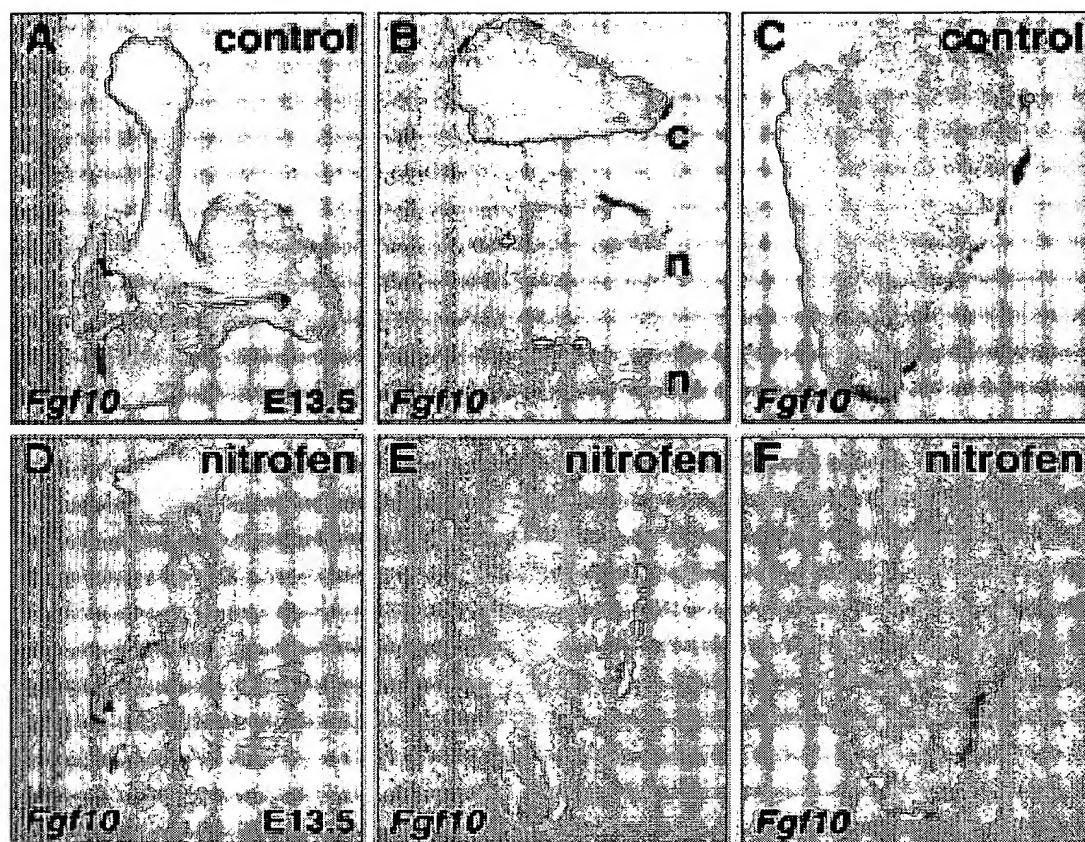 A control
B
C control
c
n
n
Fgf10 E13.5
Fgf10
Fgf10
D nitrofen
E nitrofen
F nitrofen
Fgf10 E13.5
Fgf10
Fgf10